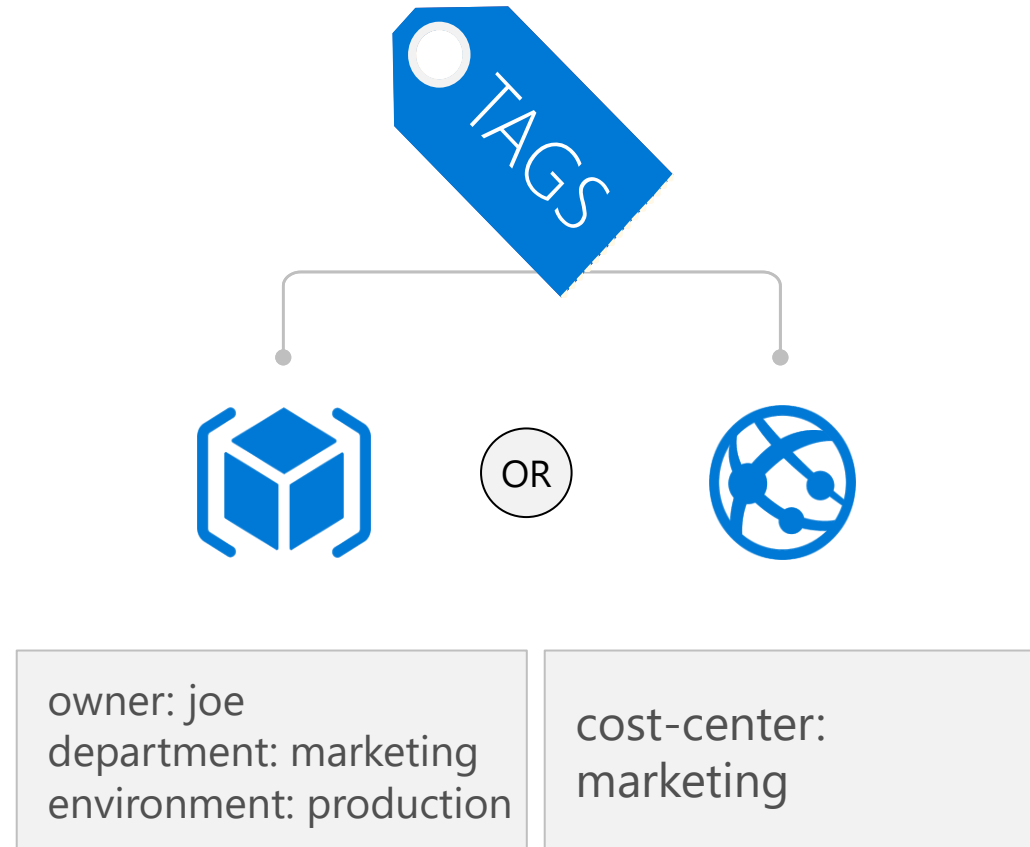 TAGS
OR
owner: joe
department: marketing
environment: production
cost-center:
marketing